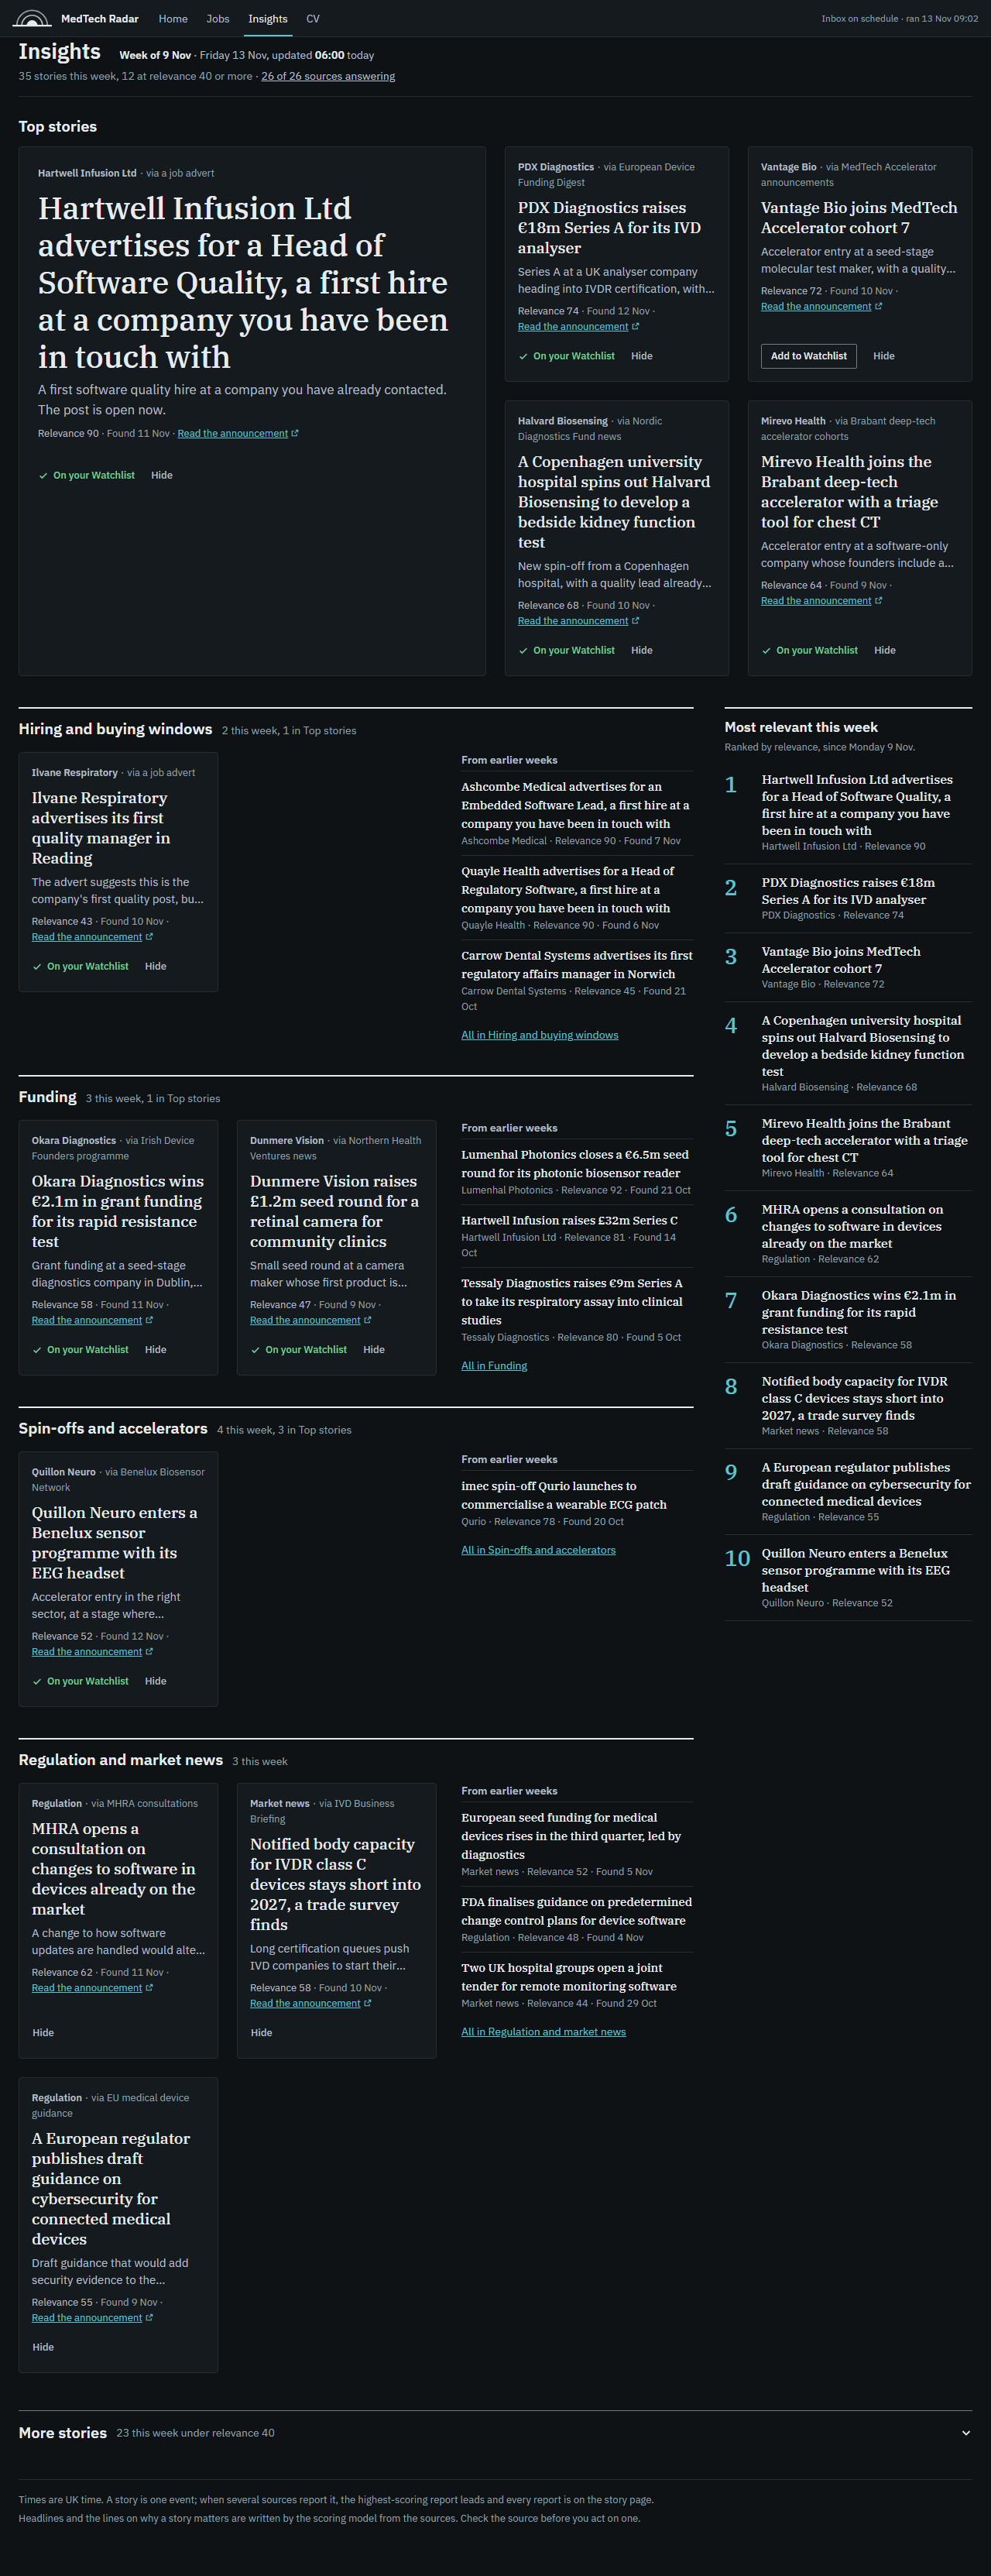 MedTech Radar Home Jobs Insights CV
Inbox on schedule · ran 13 Nov 09:02
Insights Week of 9 Nov · Friday 13 Nov, updated 06:00 today
35 stories this week, 12 at relevance 40 or more · 26 of 26 sources answering
Top stories
Hartwell Infusion Ltd · via a job advert
Hartwell Infusion Ltd
advertises for a Head of
Software Quality, a first hire
at a company you have been
in touch with
A first software quality hire at a company you have already contacted.
The post is open now.
Relevance 90 · Found 11 Nov · Read the announcement
On your Watchlist Hide
PDX Diagnostics · via European Device
Funding Digest
PDX Diagnostics raises
€18m Series A for its IVD
analyser
Series A at a UK analyser company
heading into IVDR certification, with…
Relevance 74 · Found 12 Nov ·
Read the announcement
On your Watchlist Hide
Vantage Bio · via MedTech Accelerator
announcements
Vantage Bio joins MedTech
Accelerator cohort 7
Accelerator entry at a seed-stage
molecular test maker, with a quality…
Relevance 72 · Found 10 Nov ·
Read the announcement
Add to Watchlist Hide
Halvard Biosensing · via Nordic
Diagnostics Fund news
A Copenhagen university
hospital spins out Halvard
Biosensing to develop a
bedside kidney function
test
New spin-off from a Copenhagen
hospital, with a quality lead already…
Relevance 68 · Found 10 Nov ·
Read the announcement
On your Watchlist Hide
Mirevo Health · via Brabant deep-tech
accelerator cohorts
Mirevo Health joins the
Brabant deep-tech
accelerator with a triage
tool for chest CT
Accelerator entry at a software-only
company whose founders include a…
Relevance 64 · Found 9 Nov ·
Read the announcement
On your Watchlist Hide
Hiring and buying windows 2 this week, 1 in Top stories
Ilvane Respiratory · via a job advert
Ilvane Respiratory
advertises its first
quality manager in
Reading
The advert suggests this is the
company's first quality post, bu…
Relevance 43 · Found 10 Nov ·
Read the announcement
On your Watchlist Hide
From earlier weeks
Ashcombe Medical advertises for an
Embedded Software Lead, a first hire at a
company you have been in touch with
Ashcombe Medical · Relevance 90 · Found 7 Nov
Quayle Health advertises for a Head of
Regulatory Software, a first hire at a
company you have been in touch with
Quayle Health · Relevance 90 · Found 6 Nov
Carrow Dental Systems advertises its first
regulatory affairs manager in Norwich
Carrow Dental Systems · Relevance 45 · Found 21
Oct
All in Hiring and buying windows
Funding 3 this week, 1 in Top stories
Okara Diagnostics · via Irish Device
Founders programme
Okara Diagnostics wins
€2.1m in grant funding
for its rapid resistance
test
Grant funding at a seed-stage
diagnostics company in Dublin,…
Relevance 58 · Found 11 Nov ·
Read the announcement
On your Watchlist Hide
Dunmere Vision · via Northern Health
Ventures news
Dunmere Vision raises
£1.2m seed round for a
retinal camera for
community clinics
Small seed round at a camera
maker whose first product is…
Relevance 47 · Found 9 Nov ·
Read the announcement
On your Watchlist Hide
From earlier weeks
Lumenhal Photonics closes a €6.5m seed
round for its photonic biosensor reader
Lumenhal Photonics · Relevance 92 · Found 21 Oct
Hartwell Infusion raises £32m Series C
Hartwell Infusion Ltd · Relevance 81 · Found 14
Oct
Tessaly Diagnostics raises €9m Series A
to take its respiratory assay into clinical
studies
Tessaly Diagnostics · Relevance 80 · Found 5 Oct
All in Funding
Spin-offs and accelerators 4 this week, 3 in Top stories
Quillon Neuro · via Benelux Biosensor
Network
Quillon Neuro enters a
Benelux sensor
programme with its
EEG headset
Accelerator entry in the right
sector, at a stage where…
Relevance 52 · Found 12 Nov ·
Read the announcement
On your Watchlist Hide
From earlier weeks
imec spin-off Qurio launches to
commercialise a wearable ECG patch
Qurio · Relevance 78 · Found 20 Oct
All in Spin-offs and accelerators
Regulation and market news 3 this week
Regulation · via MHRA consultations
MHRA opens a
consultation on
changes to software in
devices already on the
market
A change to how software
updates are handled would alte…
Relevance 62 · Found 11 Nov ·
Read the announcement
Hide
Market news · via IVD Business
Briefing
Notified body capacity
for IVDR class C
devices stays short into
2027, a trade survey
finds
Long certification queues push
IVD companies to start their…
Relevance 58 · Found 10 Nov ·
Read the announcement
Hide
From earlier weeks
European seed funding for medical
devices rises in the third quarter, led by
diagnostics
Market news · Relevance 52 · Found 5 Nov
FDA finalises guidance on predetermined
change control plans for device software
Regulation · Relevance 48 · Found 4 Nov
Two UK hospital groups open a joint
tender for remote monitoring software
Market news · Relevance 44 · Found 29 Oct
All in Regulation and market news
Regulation · via EU medical device
guidance
A European regulator
publishes draft
guidance on
cybersecurity for
connected medical
devices
Draft guidance that would add
security evidence to the…
Relevance 55 · Found 9 Nov ·
Read the announcement
Hide
Most relevant this week
Ranked by relevance, since Monday 9 Nov.
1 Hartwell Infusion Ltd advertises
for a Head of Software Quality, a
first hire at a company you have
been in touch with
Hartwell Infusion Ltd · Relevance 90
2 PDX Diagnostics raises €18m
Series A for its IVD analyser
PDX Diagnostics · Relevance 74
3 Vantage Bio joins MedTech
Accelerator cohort 7
Vantage Bio · Relevance 72
4 A Copenhagen university hospital
spins out Halvard Biosensing to
develop a bedside kidney function
test
Halvard Biosensing · Relevance 68
5 Mirevo Health joins the Brabant
deep-tech accelerator with a triage
tool for chest CT
Mirevo Health · Relevance 64
6 MHRA opens a consultation on
changes to software in devices
already on the market
Regulation · Relevance 62
7 Okara Diagnostics wins €2.1m in
grant funding for its rapid
resistance test
Okara Diagnostics · Relevance 58
8 Notified body capacity for IVDR
class C devices stays short into
2027, a trade survey finds
Market news · Relevance 58
9 A European regulator publishes
draft guidance on cybersecurity for
connected medical devices
Regulation · Relevance 55
10 Quillon Neuro enters a Benelux
sensor programme with its EEG
headset
Quillon Neuro · Relevance 52
More stories 23 this week under relevance 40
Times are UK time. A story is one event; when several sources report it, the highest-scoring report leads and every report is on the story page.
Headlines and the lines on why a story matters are written by the scoring model from the sources. Check the source before you act on one.